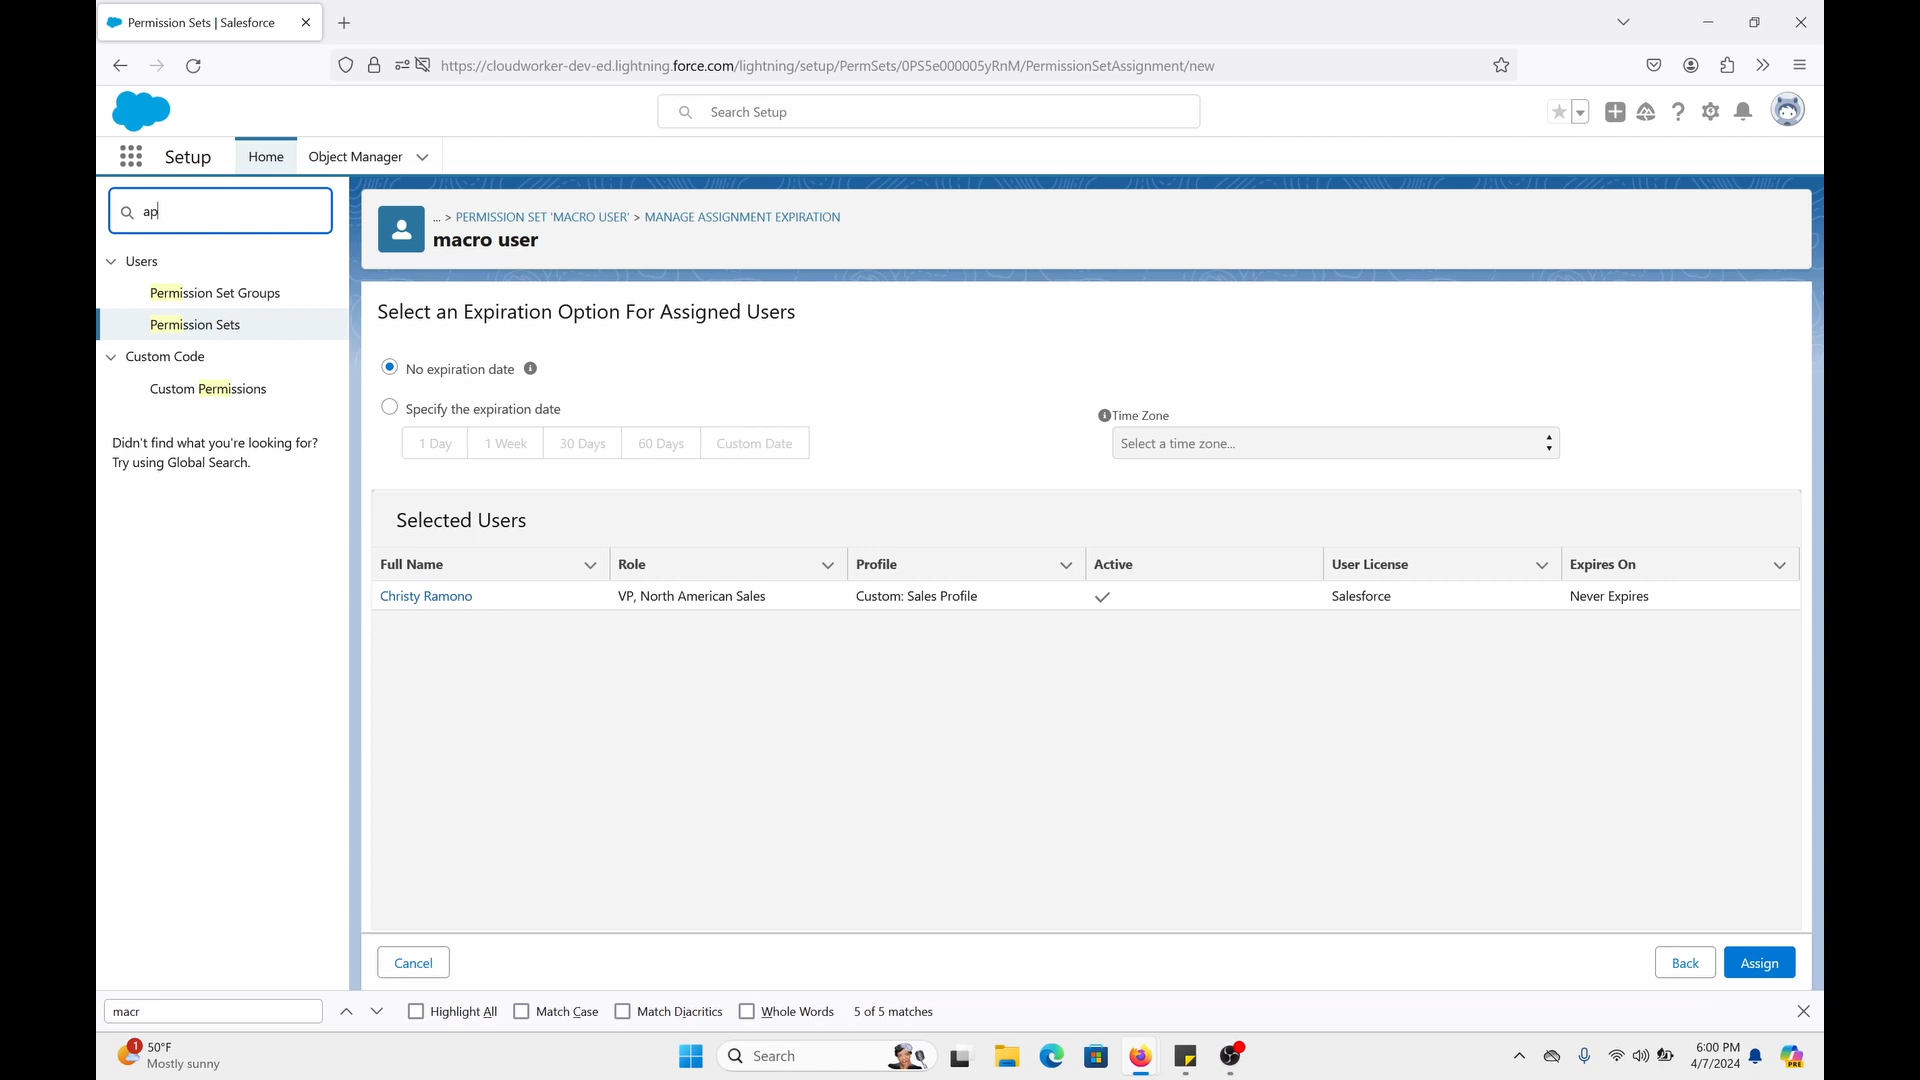 Permission Sets | Salesforce
https://cloudworker-dev-ed.lightning.force.com/lightning/setup/PermSets/0PS5e000005yRnM/PermissionSetAssignment/new
Search Setup
Setup
Home
Object Manager
ap
... > PERMISSION SET 'MACRO USER' > MANAGE ASSIGNMENT EXPIRATION
macro user
Users
Permission Set Groups
Permission Sets
Custom Code
Custom Permissions
Didn't find what you're looking for?
Try using Global Search.
Select an Expiration Option For Assigned Users
No expiration date
Specify the expiration date
1 Day 1 Week 30 Days 60 Days Custom Date
Time Zone
Select a time zone...
Selected Users
Full Name Role Profile Active User License Expires On
Christy Ramono VP, North American Sales Custom: Sales Profile Salesforce Never Expires
Cancel
Back
Assign
macr
Highlight All
Match Case
Match Diacritics
Whole Words
5 of 5 matches
1
50°F
Mostly sunny
Search
6:00 PM
4/7/2024
PRE